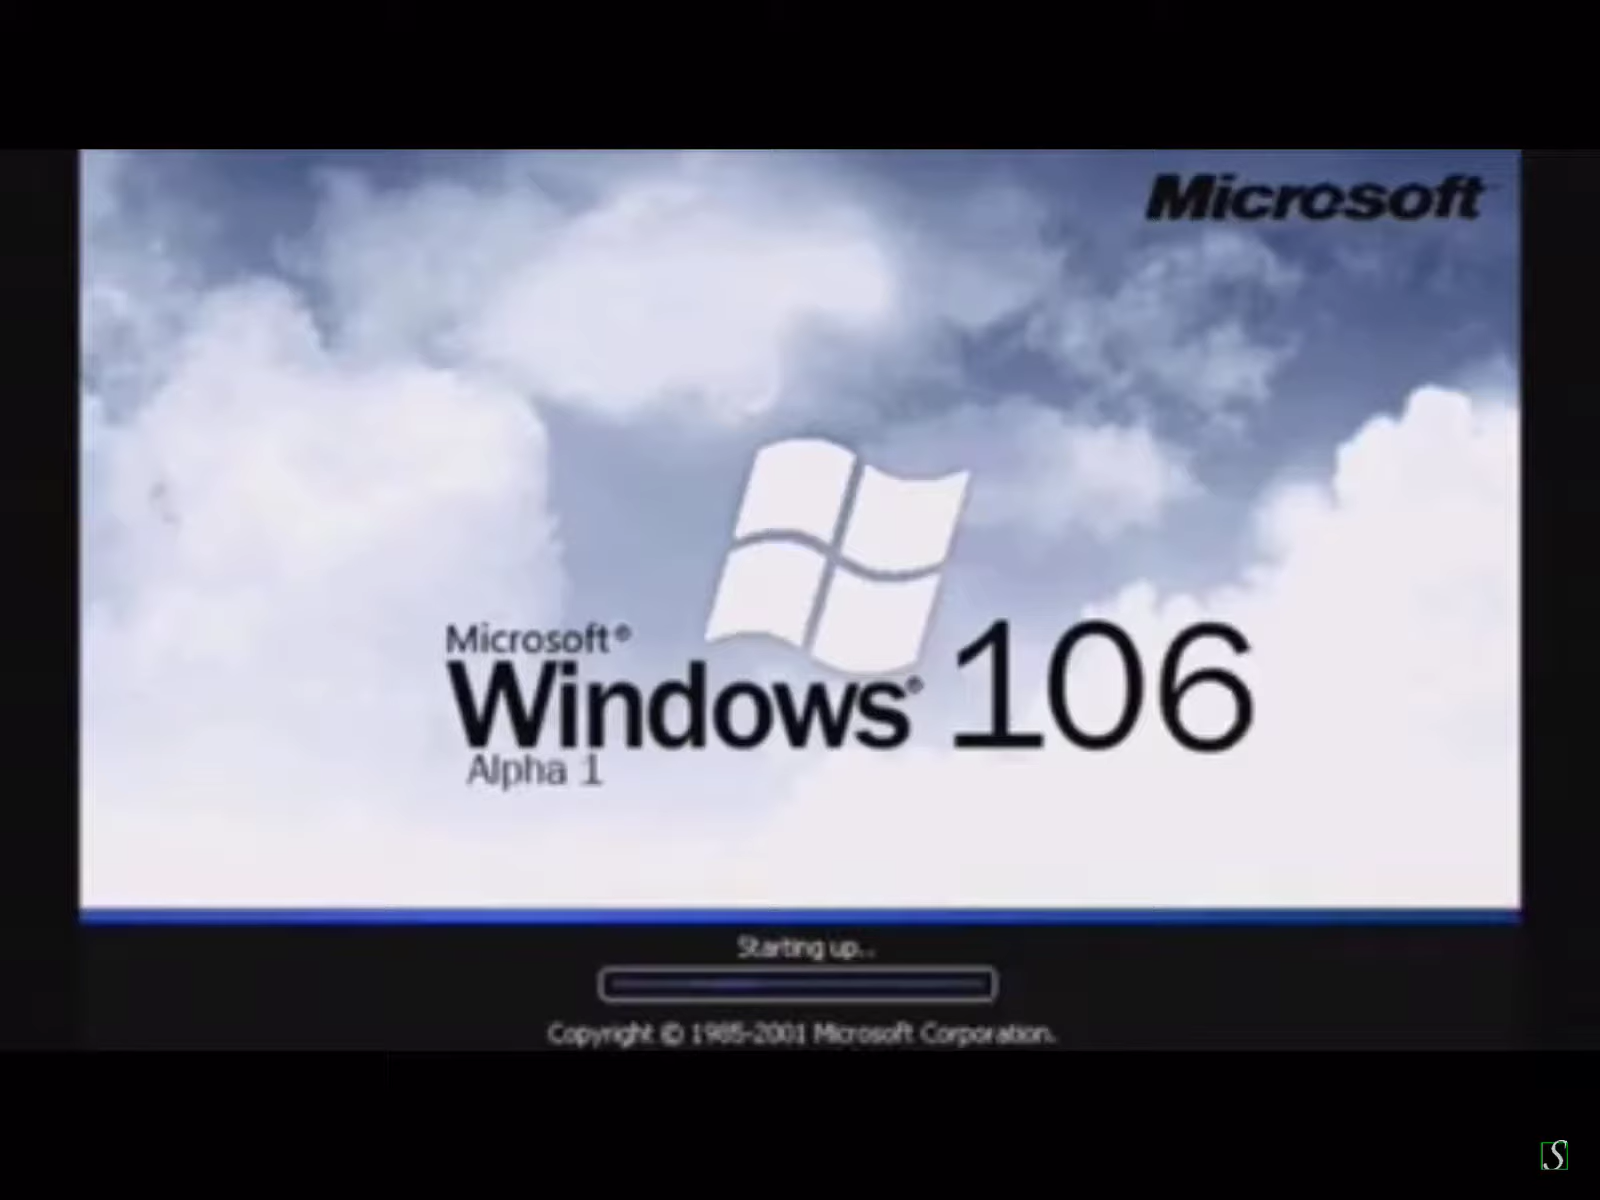 Microsoft
Microsoft®
Windows® 106
Alpha 1
Starting up...
Copyright © 1985-2001 Microsoft Corporation.
S